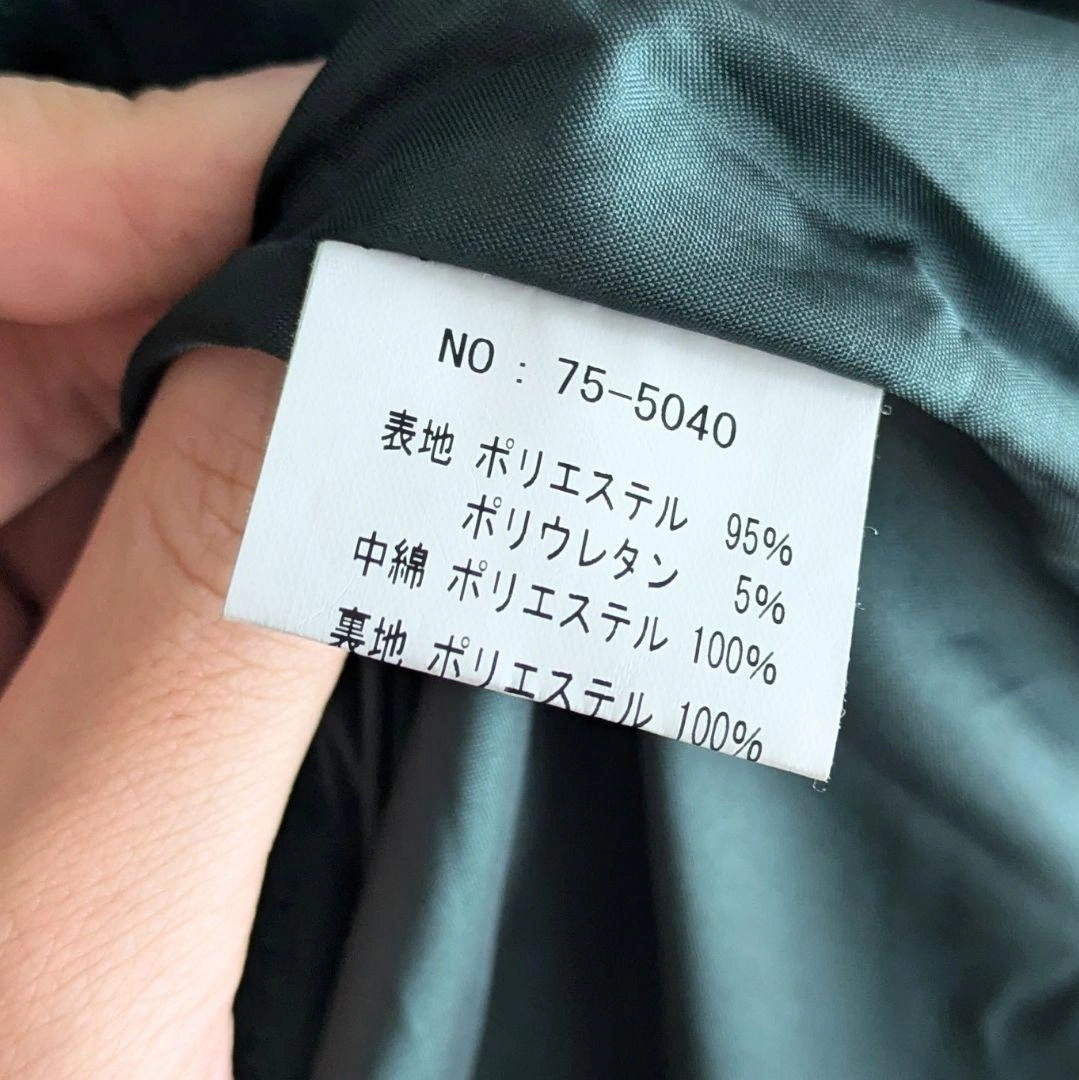 NO : 75-5040
表地 ポリエステル 95%
ポリウレタン 5%
中綿 ポリエステル 100%
裏地 ポリエステル 100%